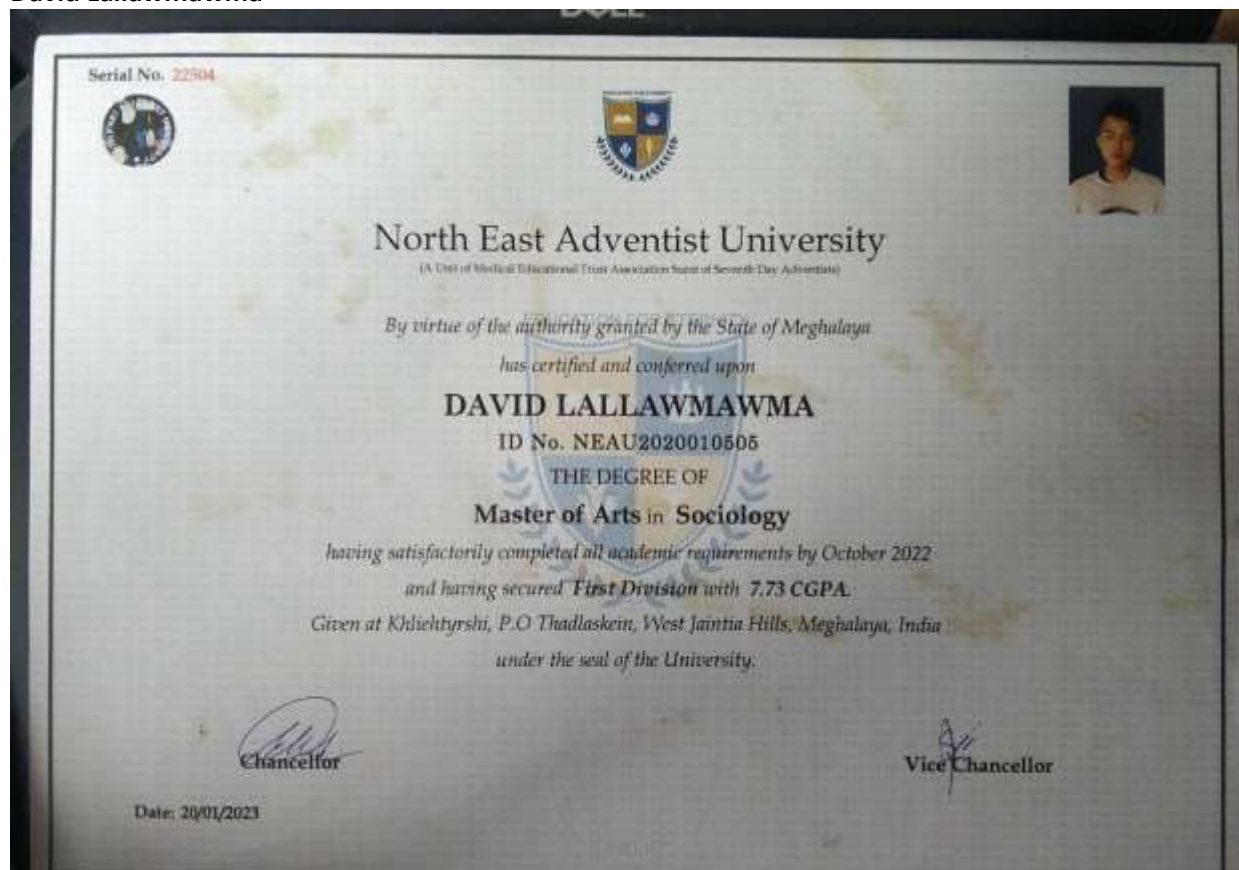 Serial No. 22504
North East Adventist University
By virtue of the authority granted by the State of Meghalaya
has certified and conferred upon
DAVID LALLAWMAWMA
ID No. NEAU2020010505
THE DEGREE OF
Master of Arts in Sociology
having satisfactorily completed all academic requirements by October 2022
and having secured First Division with 7.73 CGPA.
Given at Khliehtyrshi, P.O Thadlaskein, West Jaintia Hills, Meghalaya, India
under the seal of the University.
Chancellor
Vice Chancellor
Date: 20/01/2023